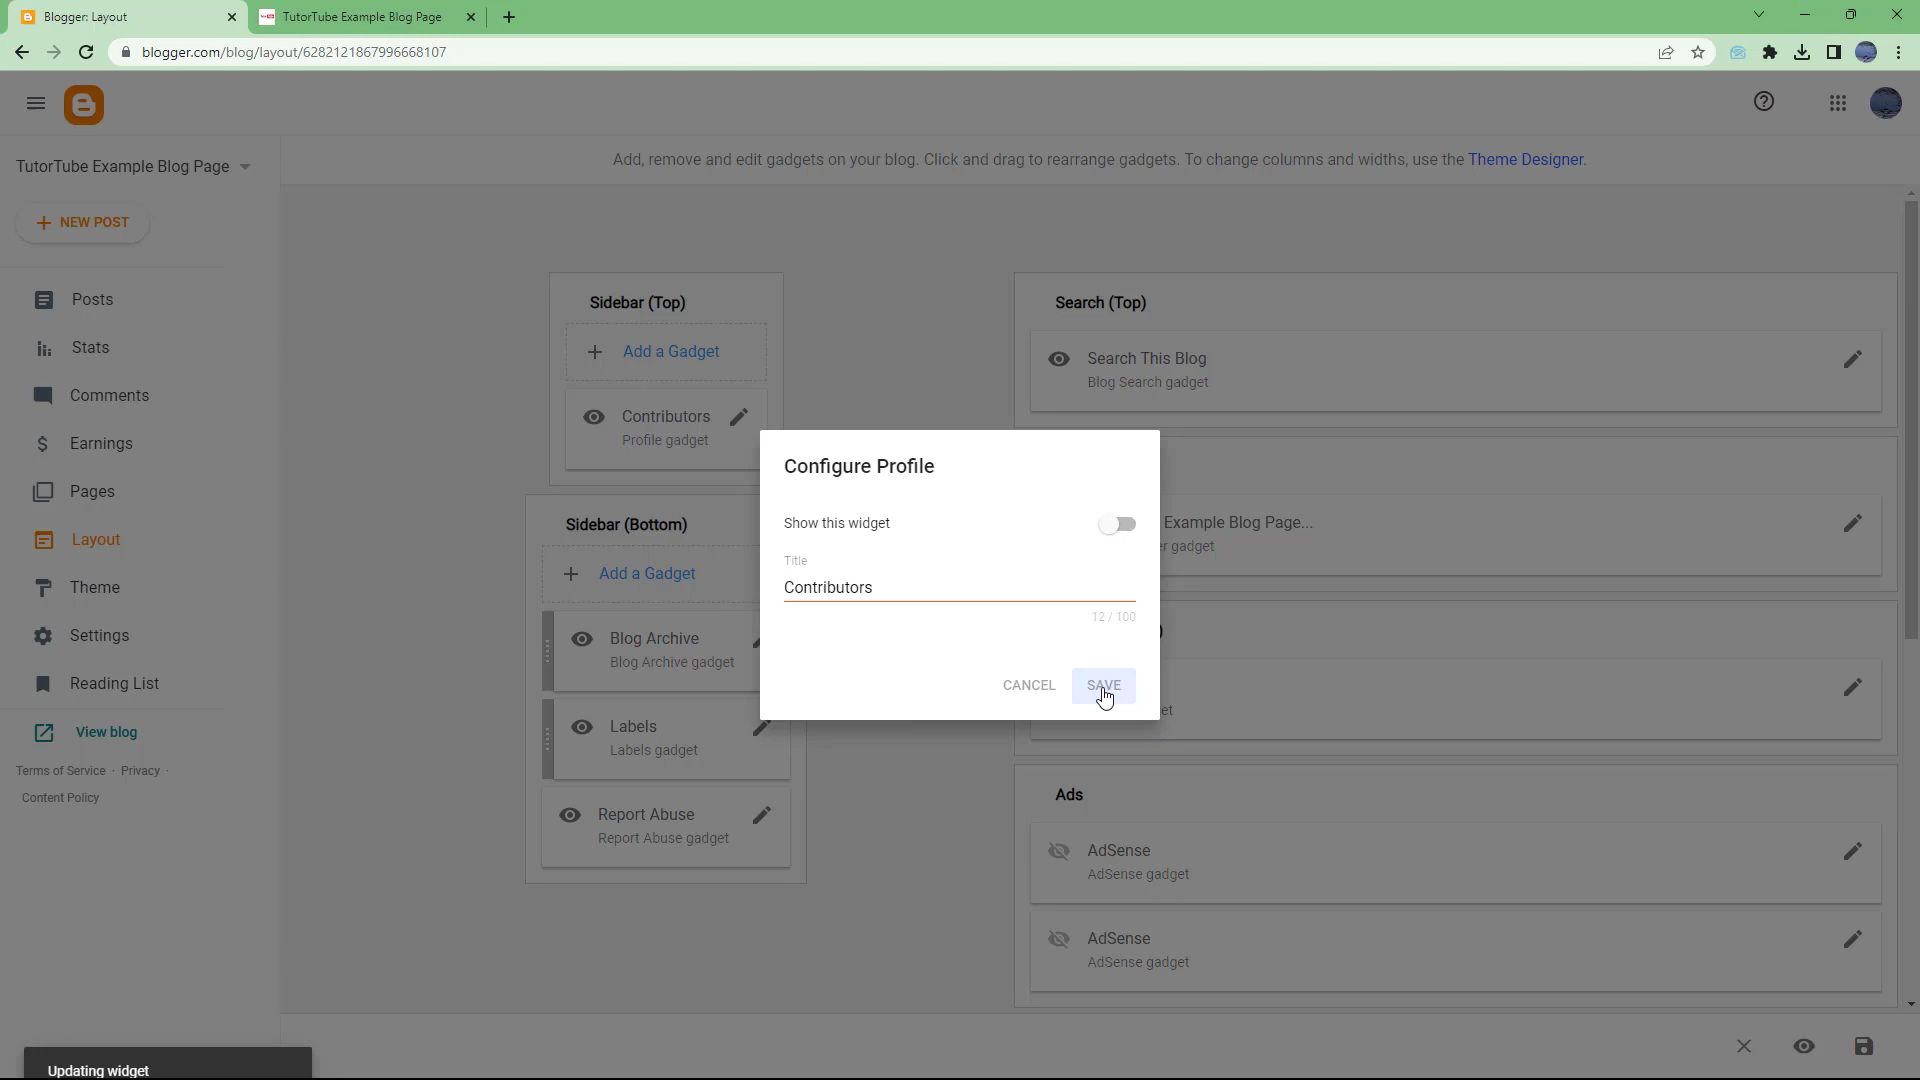 Blogger: Layout
TutorTube Example Blog Page
blogger.com/blog/layout/6282121867996668107
TutorTube Example Blog Page
Add, remove and edit gadgets on your blog. Click and drag to rearrange gadgets. To change columns and widths, use the Theme Designer.
NEW POST
Posts
Stats
Comments
Earnings
Pages
Layout
Theme
Settings
Reading List
View blog
Terms of Service · Privacy ·
Content Policy
Sidebar (Top)
Add a Gadget
Contributors
Profile gadget
Sidebar (Bottom)
Add a Gadget
Blog Archive
Blog Archive gadget
Labels
Labels gadget
Report Abuse
Report Abuse gadget
Search (Top)
Search This Blog
Blog Search gadget
Example Blog Page...
gadget
Ads
AdSense
AdSense gadget
AdSense
AdSense gadget
Configure Profile
Show this widget
Title
Contributors
12 / 100
CANCEL
SAVE
Updating widget